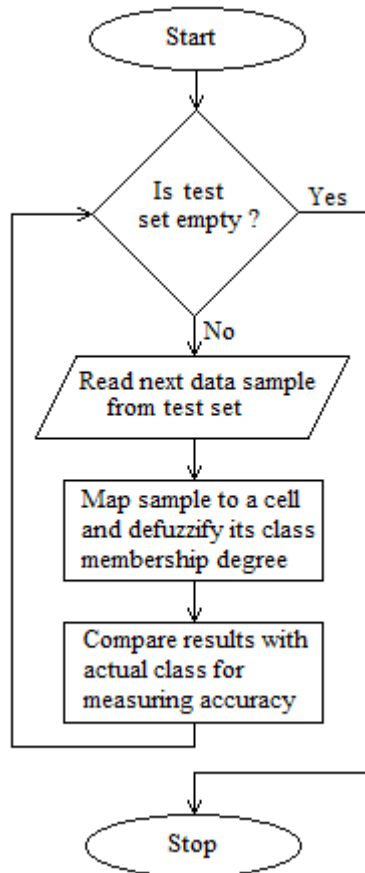 Start
Is test
set empty ?
Yes
No
Read next data sample
from test set
Map sample to a cell
and defuzzify its class
membership degree
Compare results with
actual class for
measuring accuracy
Stop